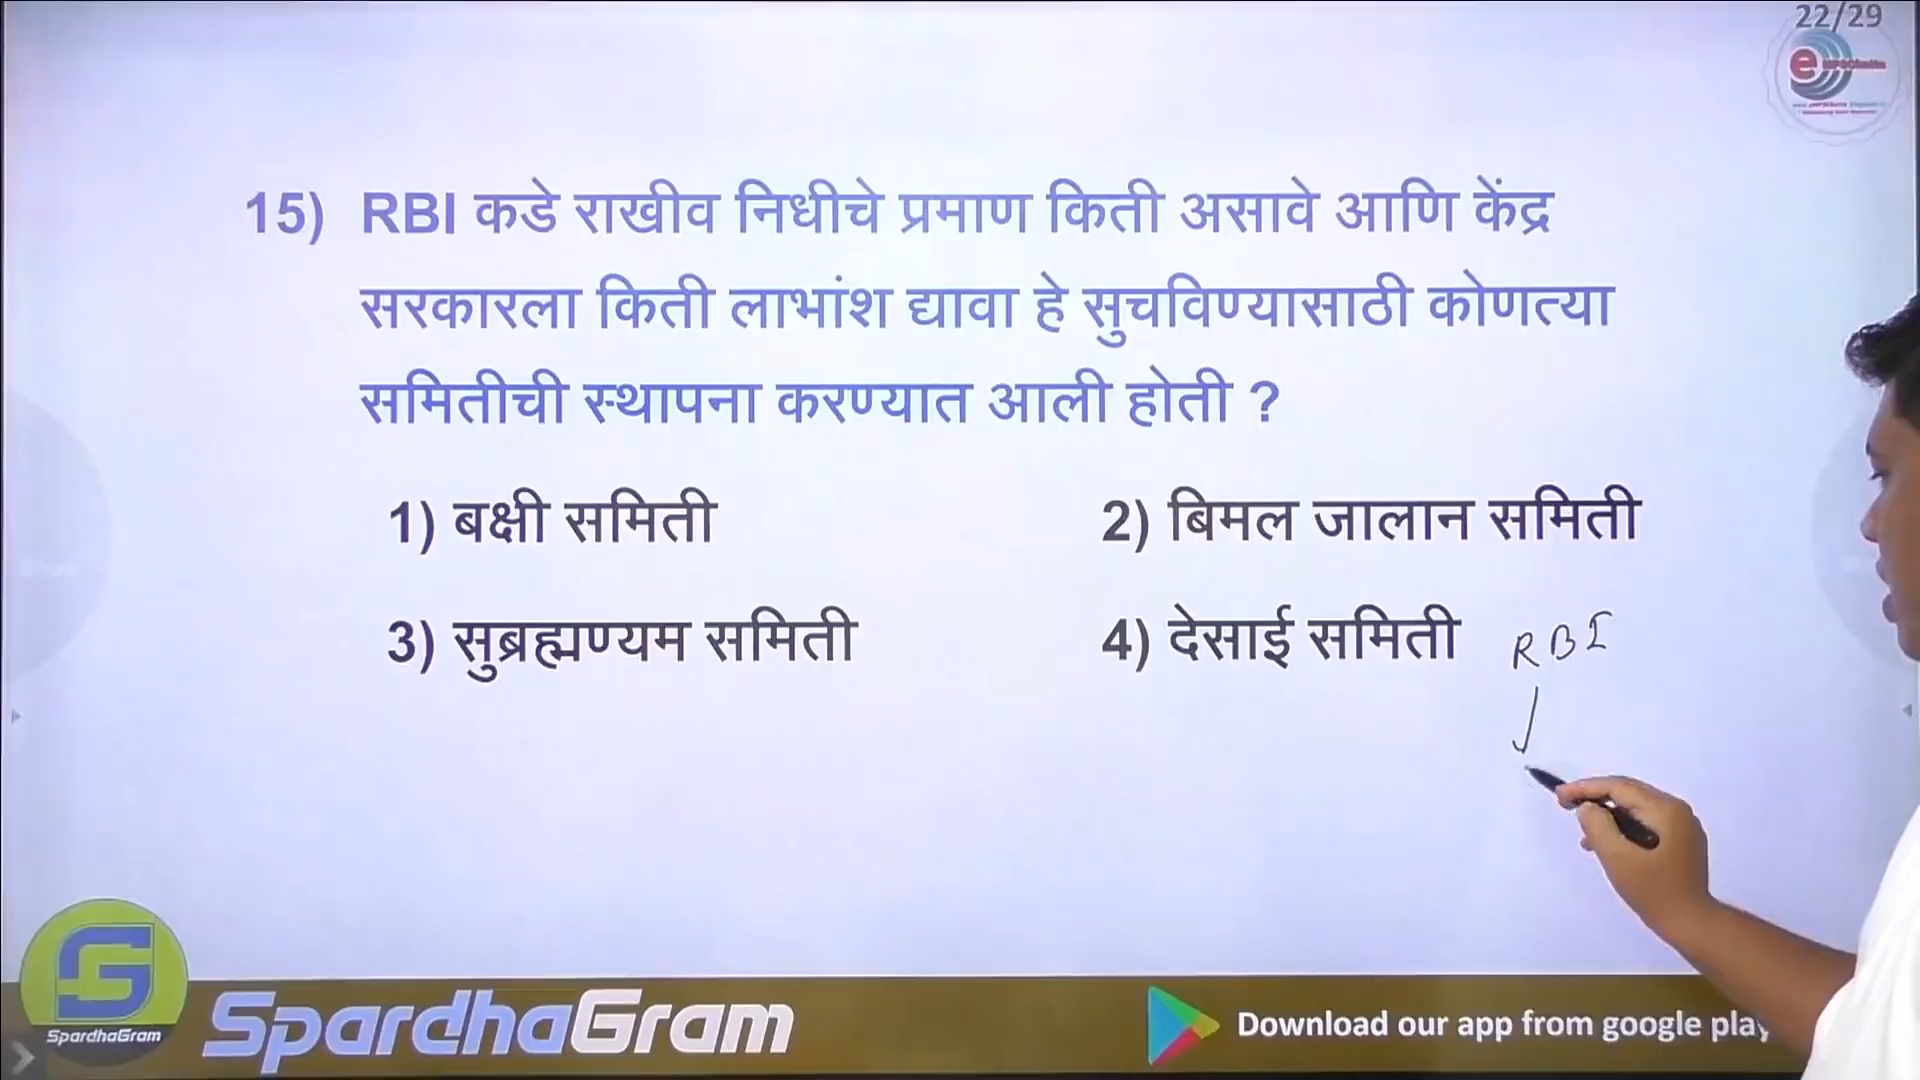 22/29
15) RBI कडे राखीव निधीचे प्रमाण किती असावे आणि केंद्र
सरकारला किती लाभांश द्यावा हे सुचविण्यासाठी कोणत्या
समितीची स्थापना करण्यात आली होती ?
1) बक्षी समिती
2) बिमल जालान समिती
3) सुब्रह्मण्यम समिती
4) देसाई समिती
RBI
SpardhaGram
SpardhaGram
Download our app from google play